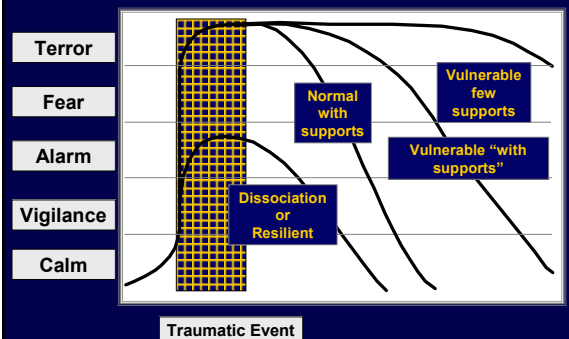 Terror
Fear
Alarm
Vigilance
Calm
Normal
with
supports
Vulnerable
few
supports
Vulnerable “with
supports”
Dissociation
or
Resilient
Traumatic Event